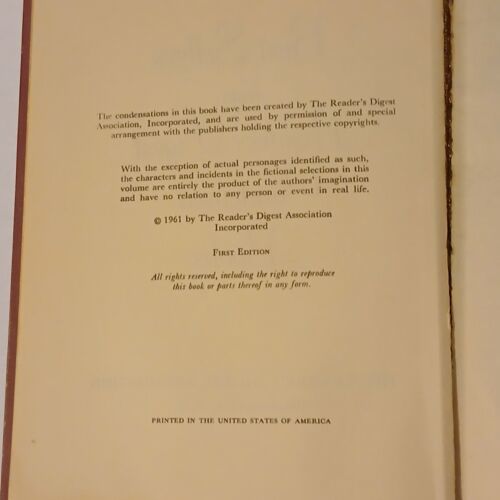 The condensations in this book have been created by The Reader's Digest
Association, Incorporated, and are used by permission of and special
arrangement with the publishers holding the respective copyrights.
With the exception of actual personages identified as such,
the characters and incidents in the fictional selections in this
volume are entirely the product of the authors' imagination
and have no relation to any person or event in real life.
© 1961 by The Reader's Digest Association
Incorporated
First Edition
All rights reserved, including the right to reproduce
this book or parts thereof in any form.
PRINTED IN THE UNITED STATES OF AMERICA